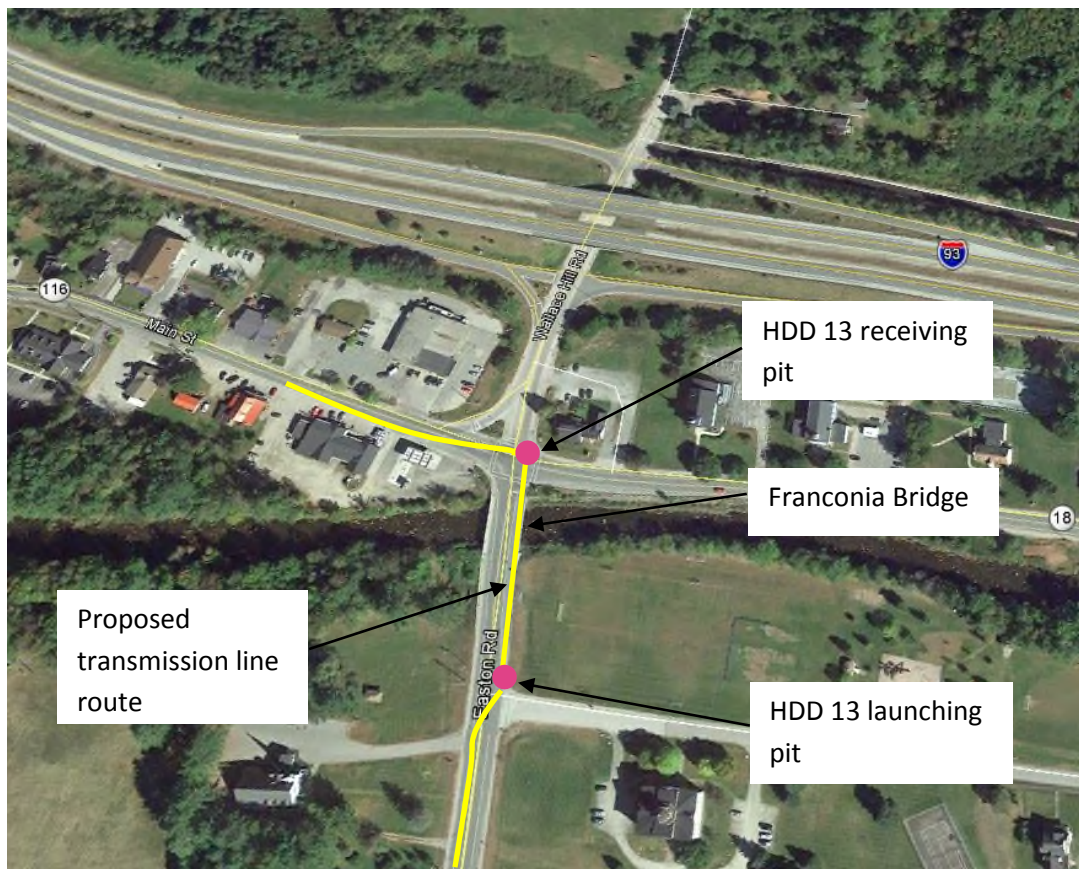 93
116
Main St
Wallace Hill Rd
HDD 13 receiving
pit
Franconia Bridge
18
Proposed
transmission line
route
Easton Rd
HDD 13 launching
pit